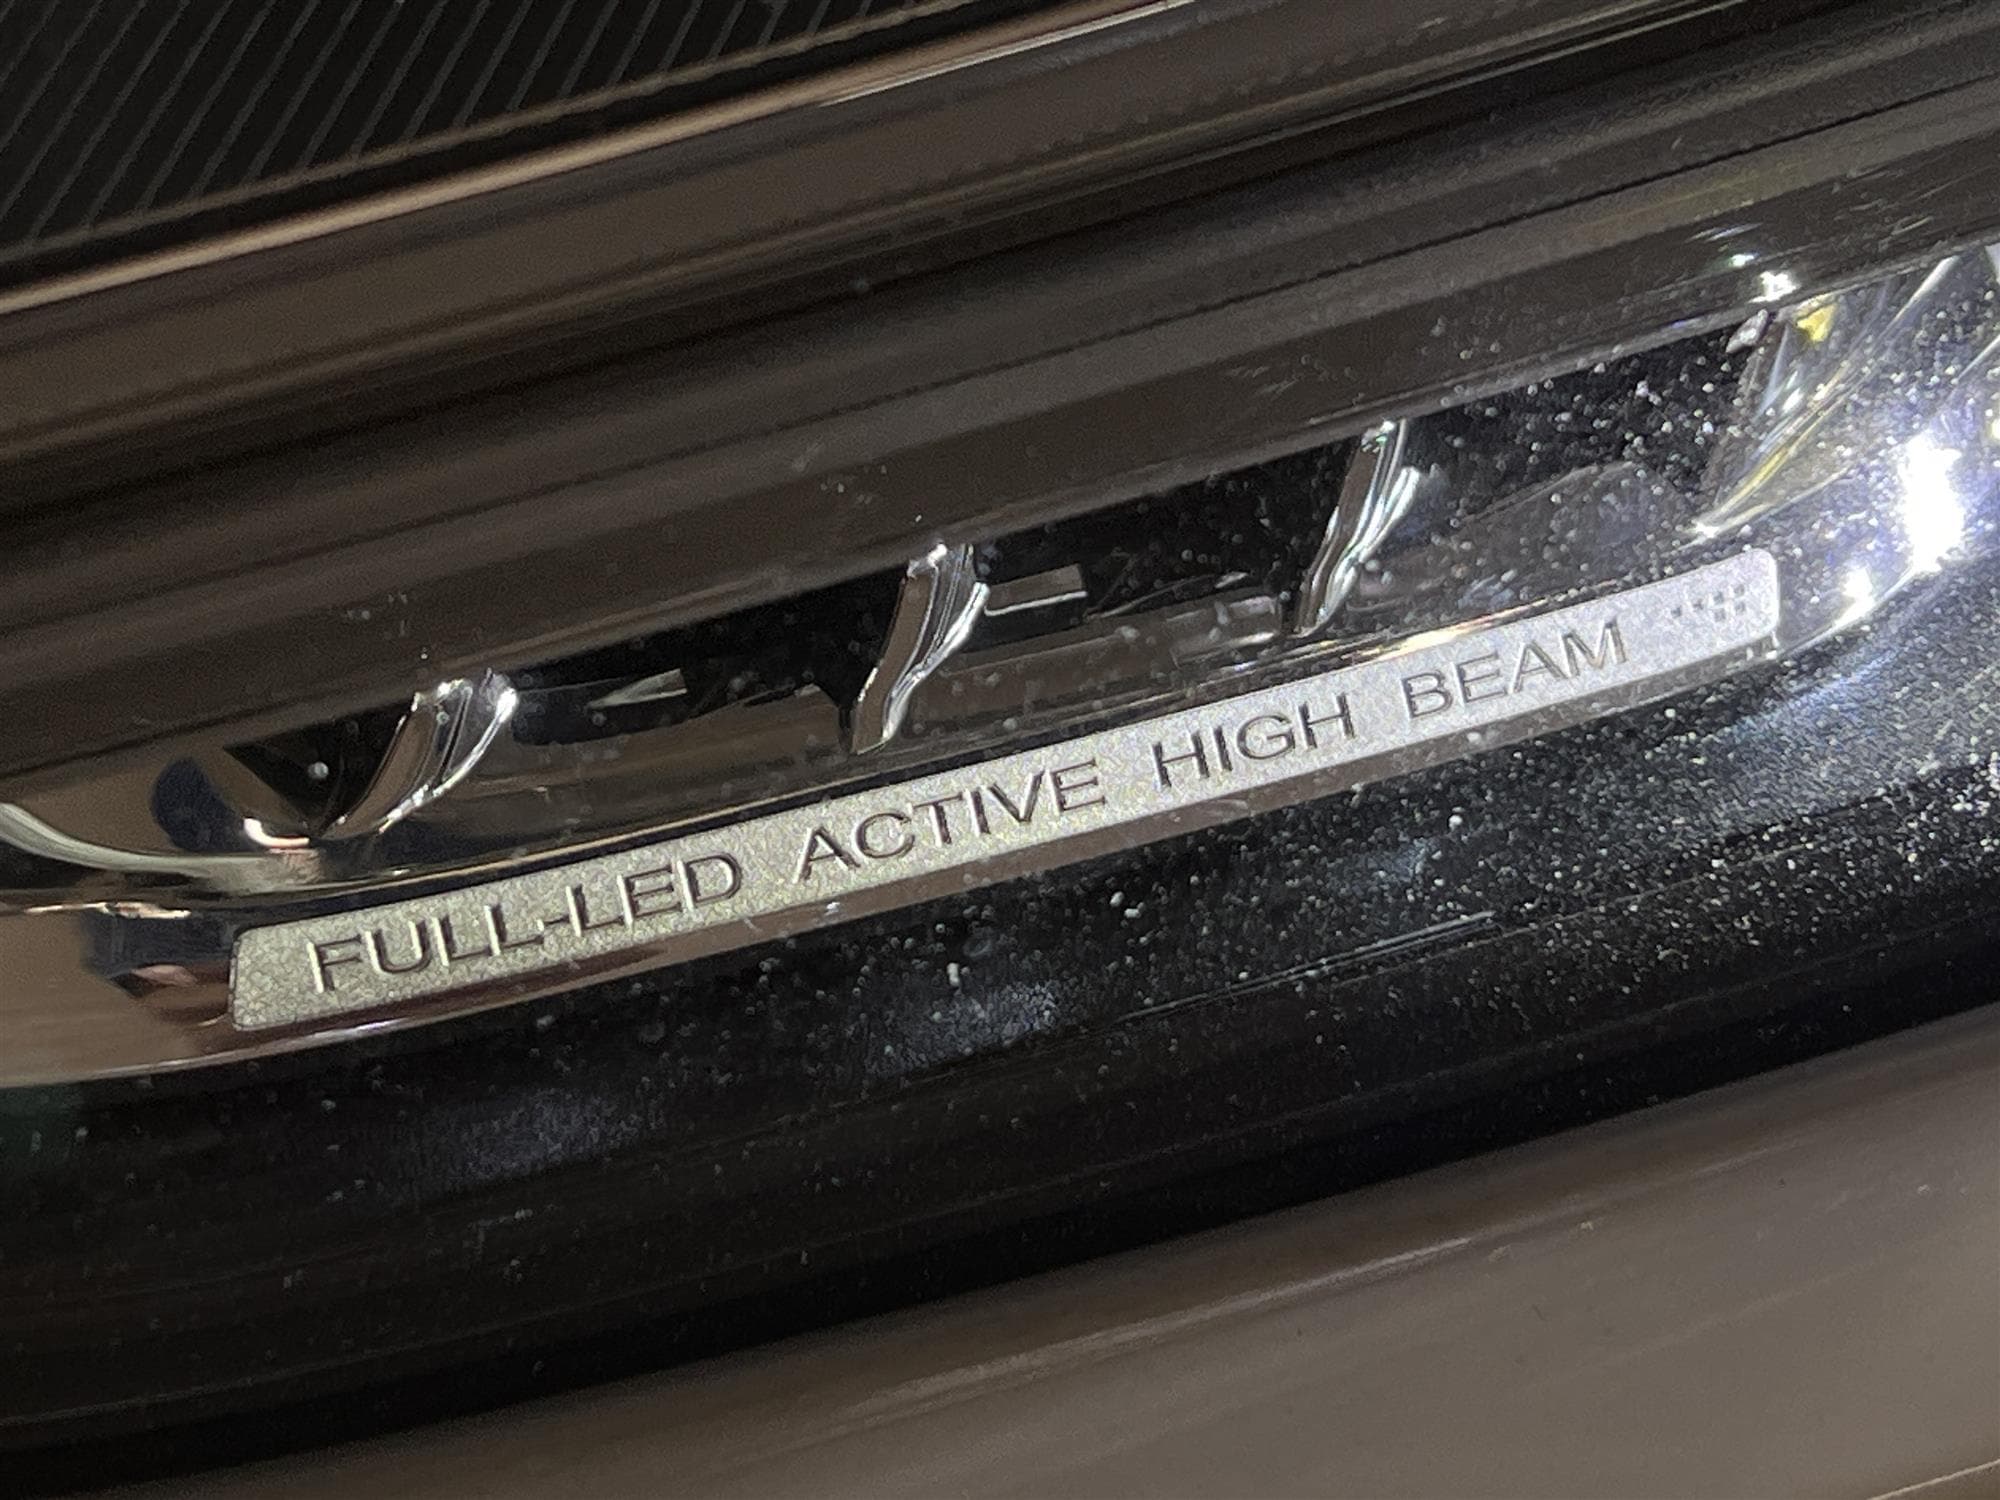 FULL-LED ACTIVE HIGH BEAM